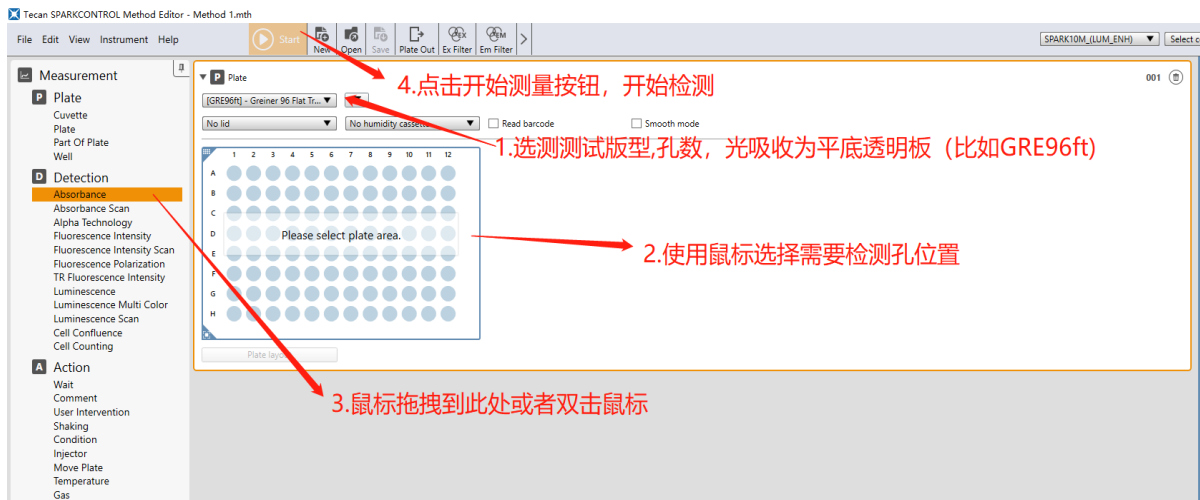 Tecan SPARKCONTROL Method Editor - Method 1.mth
File Edit View Instrument Help
Start
New Open Save Plate Out Ex Filter Em Filter
EX EM
SPARK10M_(LUM_ENH) Select c
Measurement
P Plate
Cuvette
Plate
Part Of Plate
Well
D Detection
Absorbance
Absorbance Scan
Alpha Technology
Fluorescence Intensity
Fluorescence Intensity Scan
Fluorescence Polarization
TR Fluorescence Intensity
Luminescence
Luminescence Multi Color
Luminescence Scan
Cell Confluence
Cell Counting
A Action
Wait
Comment
User Intervention
Shaking
Condition
Injector
Move Plate
Temperature
Gas
P Plate
001
4.点击开始测量按钮，开始检测
[GRE96ft] - Greiner 96 Flat Tr...
No lid No humidity cassette Read barcode Smooth mode
1.选测测试版型,孔数，光吸收为平底透明板（比如GRE96ft)
1 2 3 4 5 6 7 8 9 10 11 12
A
B
C
D
Please select plate area.
E
F
G
H
2.使用鼠标选择需要检测孔位置
Plate layout
3.鼠标拖拽到此处或者双击鼠标